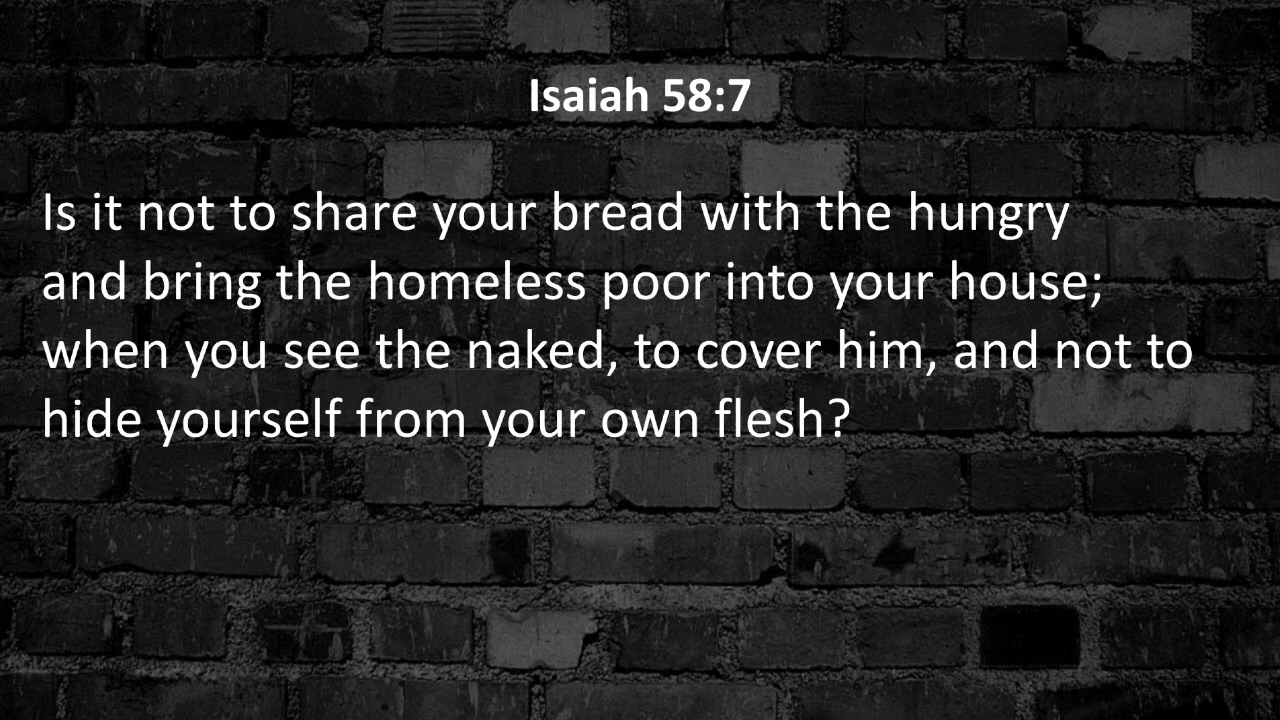 Isaiah 58:7
Is it not to share your bread with the hungry
and bring the homeless poor into your house;
when you see the naked, to cover him, and not to
hide yourself from your own flesh?